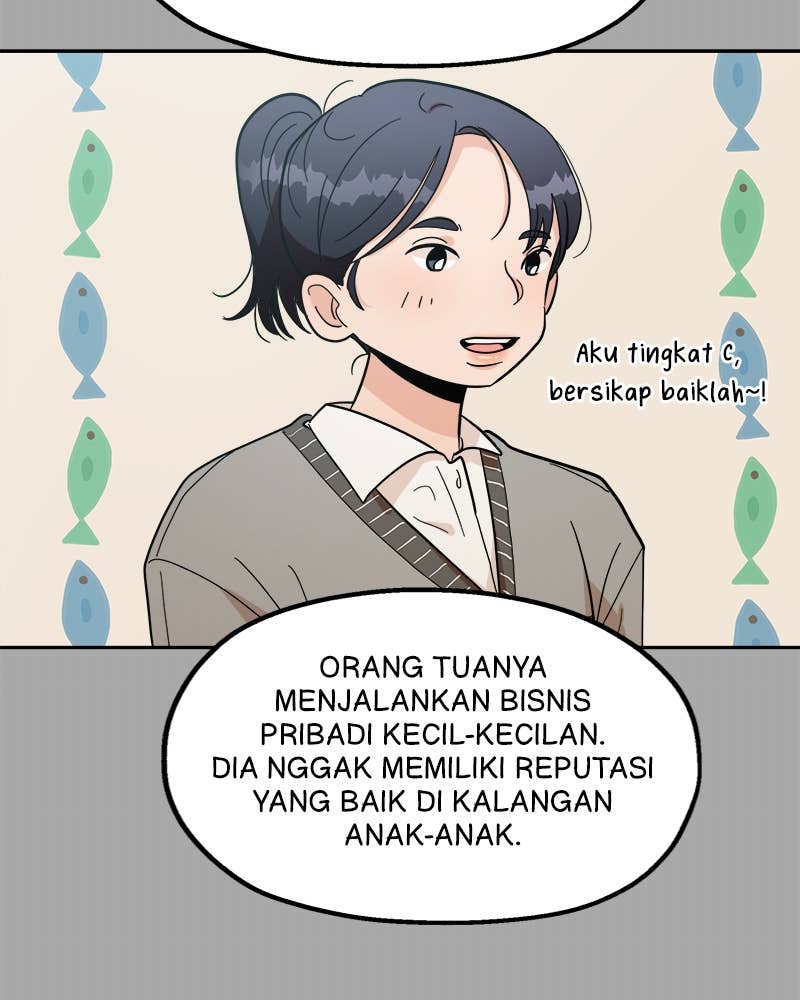 Aku tingkat C,
bersikap baiklah~!
ORANG TUANYA
MENJALANKAN BISNIS
PRIBADI KECIL-KECILAN.
DIA NGGAK MEMILIKI REPUTASI
YANG BAIK DI KALANGAN
ANAK-ANAK.